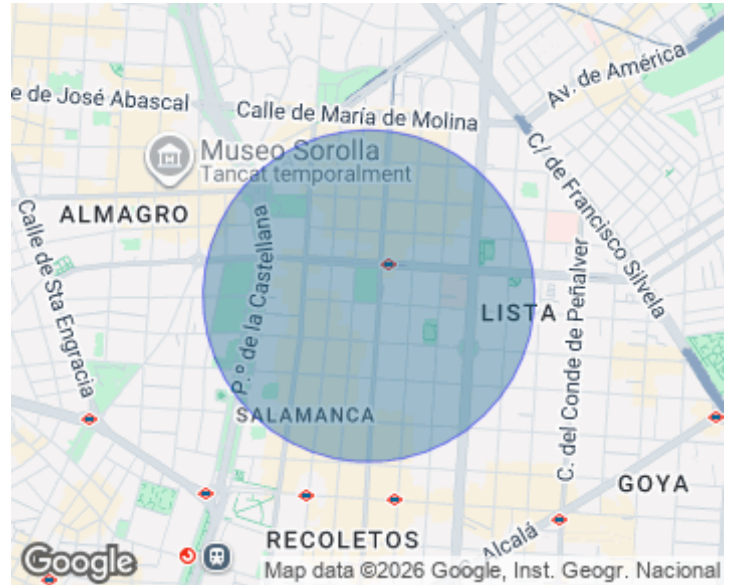 Av. de América
e de José Abascal
Calle de María de Molina
Museo Sorolla
Tancat temporalment
C/ de Francisco Silvela
ALMAGRO
Calle de Sta Engracia
P.º de la Castellana
C. del Conde de Peñalver
LISTA
SALAMANCA
GOYA
RECOLETOS
Alcalá
Google
Map data ©2026 Google, Inst. Geogr. Nacional